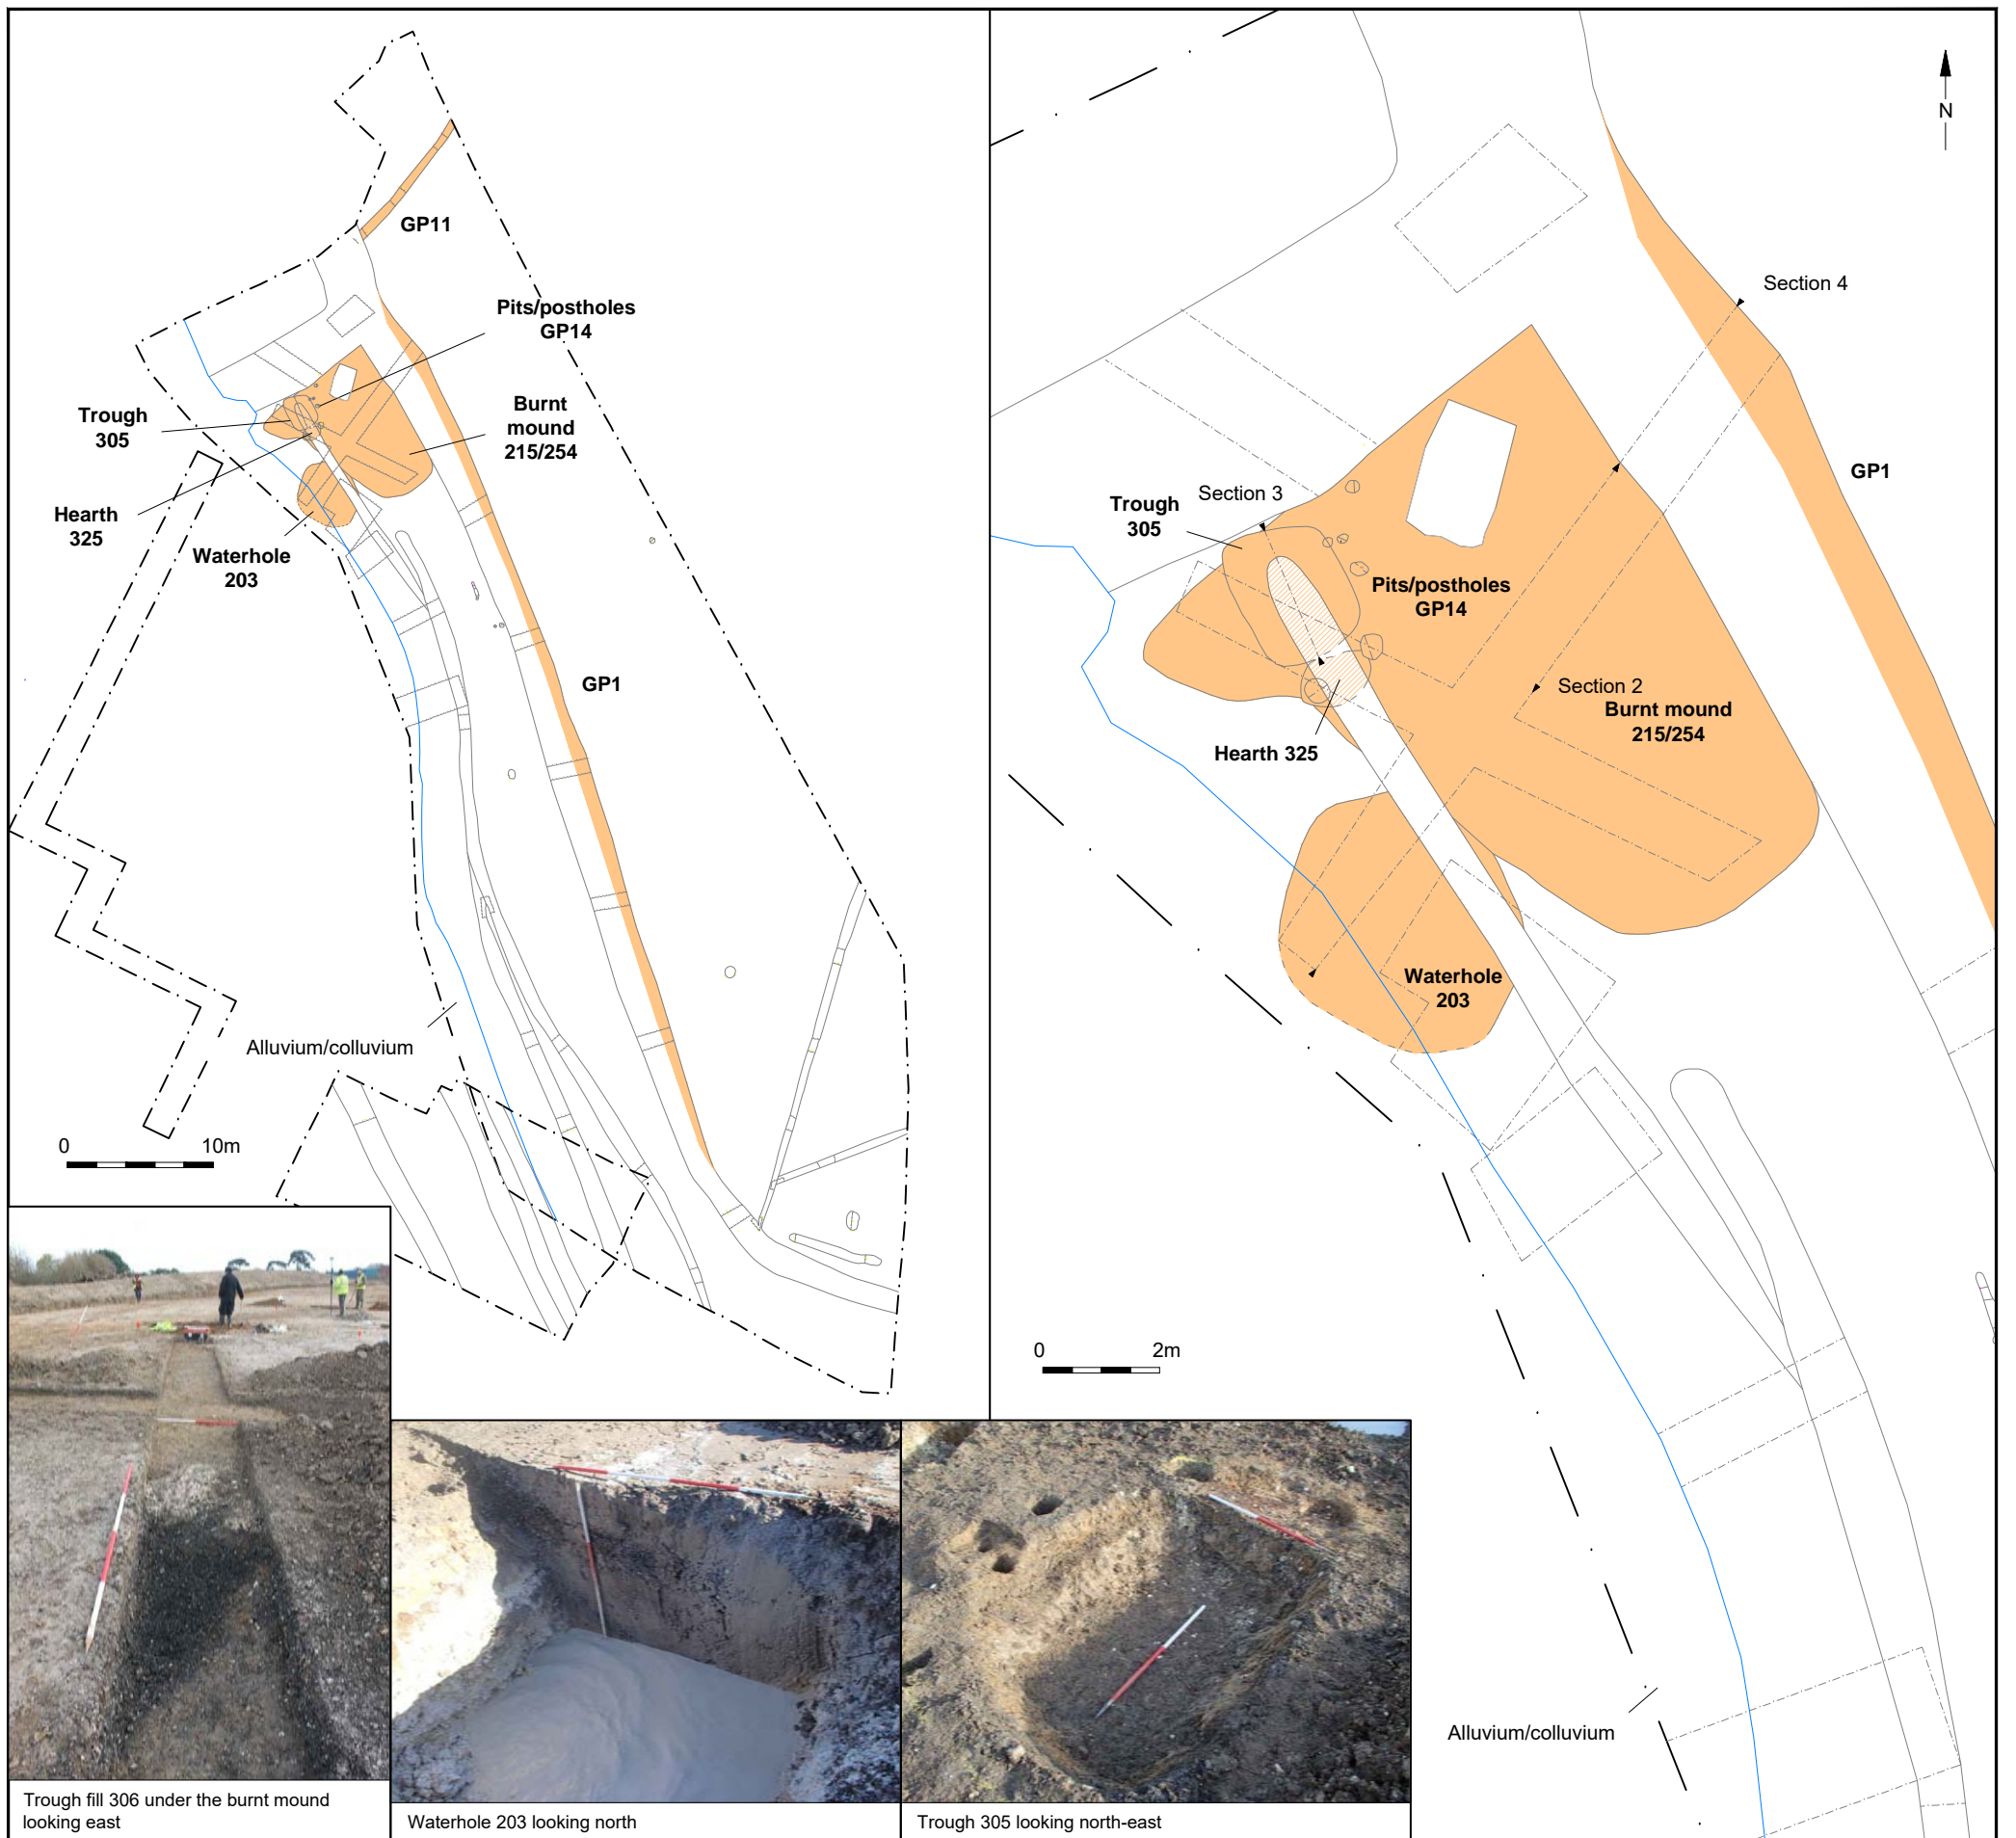 GP11
Pits/postholes
GP14
Trough
305
Burnt
mound
215/254
Hearth
325
Waterhole
203
GP1
Alluvium/colluvium
0 10m
N
Section 4
GP1
Trough
305
Section 3
Pits/postholes
GP14
Section 2
Burnt mound
215/254
Hearth 325
Waterhole
203
0 2m
Alluvium/colluvium
Trough fill 306 under the burnt mound
looking east
Waterhole 203 looking north
Trough 305 looking north-east